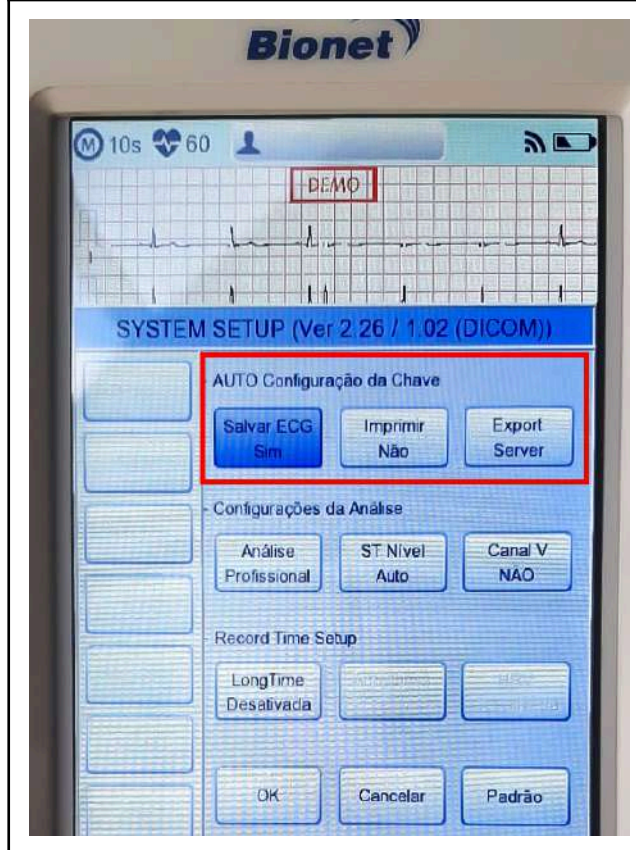 Bionet
M 10s 60
DEMO
SYSTEM SETUP (Ver 2.26 / 1.02 (DICOM))
AUTO Configuração da Chave
Salvar ECG Imprimir Export
Sim Não Server
Configurações da Análise
Análise ST Nível Canal V
Profissional Auto NÃO
Record Time Setup
LongTime
Desativada
OK Cancelar Padrão